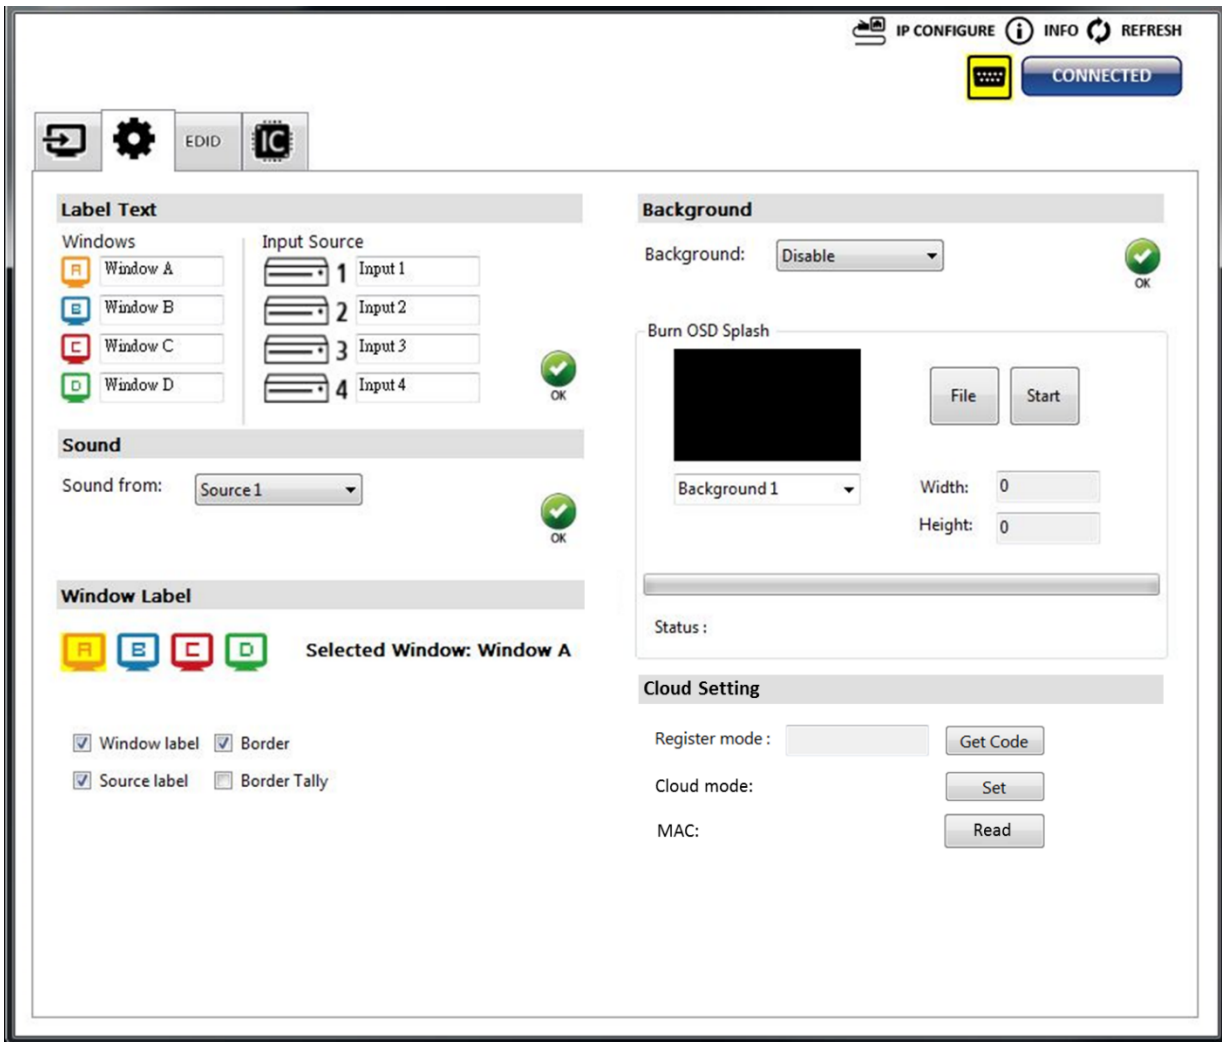 IP CONFIGURE INFO REFRESH
CONNECTED
EDID IC
Label Text
Windows Input Source
A Window A 1 Input 1
B Window B 2 Input 2
C Window C 3 Input 3
D Window D 4 Input 4
OK
Sound
Sound from: Source 1
OK
Window Label
A B C D Selected Window: Window A
Window label Border
Source label Border Tally
Background
Background: Disable
OK
Burn OSD Splash
File Start
Background 1
Width: 0
Height: 0
Status :
Cloud Setting
Register mode : Get Code
Cloud mode: Set
MAC: Read